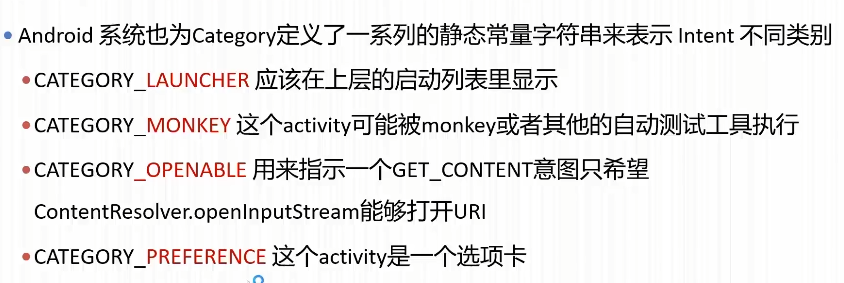 Android 系统也为Category定义了一系列的静态常量字符串来表示 Intent 不同类别
CATEGORY_LAUNCHER 应该在上层的启动列表里显示
CATEGORY_MONKEY 这个activity可能被monkey或者其他的自动测试工具执行
CATEGORY_OPENABLE 用来指示一个GET_CONTENT意图只希望
ContentResolver.openInputStream能够打开URI
CATEGORY_PREFERENCE 这个activity是一个选项卡